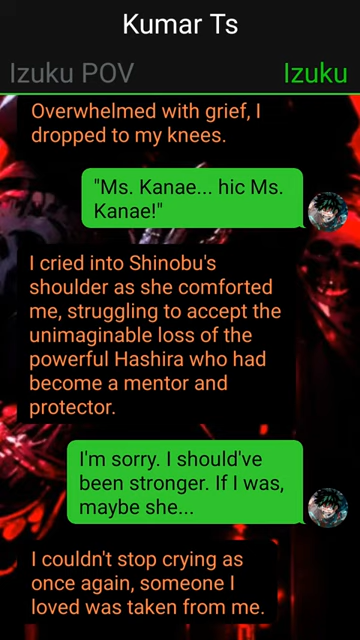 Kumar Ts
Izuku POV
Izuku
Overwhelmed with grief, I
dropped to my knees.
"Ms. Kanae... hic Ms.
Kanae!"
I cried into Shinobu's
shoulder as she comforted
me, struggling to accept the
unimaginable loss of the
powerful Hashira who had
become a mentor and
protector.
I'm sorry. I should've
been stronger. If I was,
maybe she...
I couldn't stop crying as
once again, someone I
loved was taken from me.